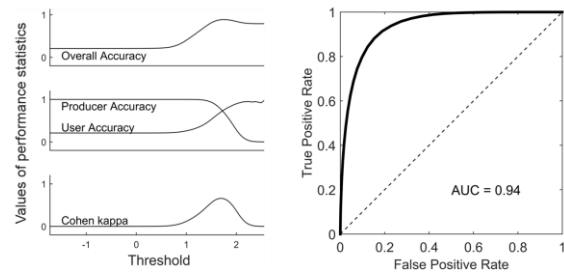 Values of performance statistics
1
0
Overall Accuracy
1
Producer Accuracy
User Accuracy
0
1
Cohen kappa
0
-1 0 1 2
Threshold
True Positive Rate
1
0.8
0.6
0.4
0.2
0
AUC = 0.94
0 0.2 0.4 0.6 0.8 1
False Positive Rate